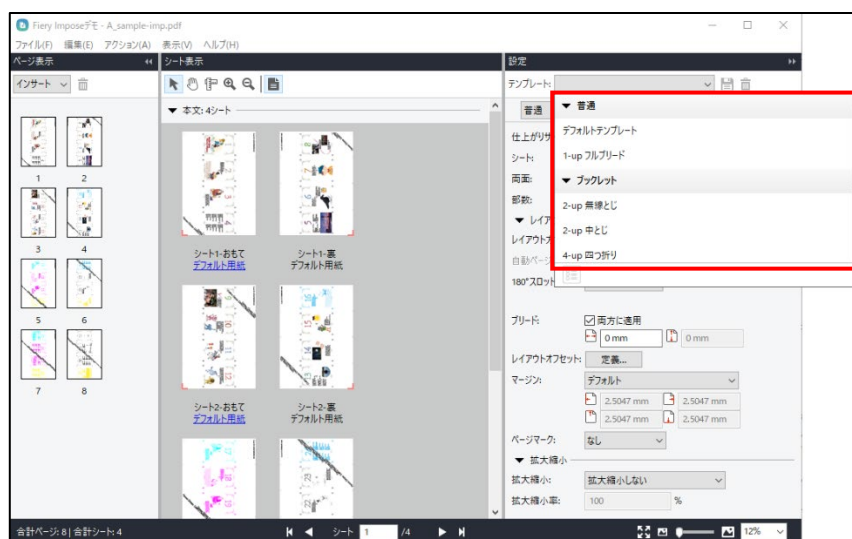 Fiery Imposeデモ - A_sample-imp.pdf
ファイル(F) 編集(E) アクション(A) 表示(V) ヘルプ(H)
ページ表示
シート表示
設定
インサート
テンプレート:
▼ 本文: 4シート
普通
▼ 普通
デフォルトテンプレート
1-up フルブリード
▼ ブックレット
2-up 無線とじ
2-up 中とじ
4-up 四つ折り
仕上がりサ
シート:
両面:
部数:
▼ レイア
レイアウト
自動ペー
180°スロット
1
2
3
4
5
6
7
8
シート1-おもて
デフォルト用紙
シート1-裏
デフォルト用紙
シート2-おもて
デフォルト用紙
シート2-裏
デフォルト用紙
ブリード:
両方に適用
0 mm
0 mm
レイアウトオフセット:
定義...
マージン:
デフォルト
2.5047 mm
2.5047 mm
2.5047 mm
2.5047 mm
ページマーク:
なし
▼ 拡大縮小
拡大縮小:
拡大縮小しない
拡大縮小率:
100
%
合計ページ: 8 | 合計シート: 4
シート 1 /4
12%